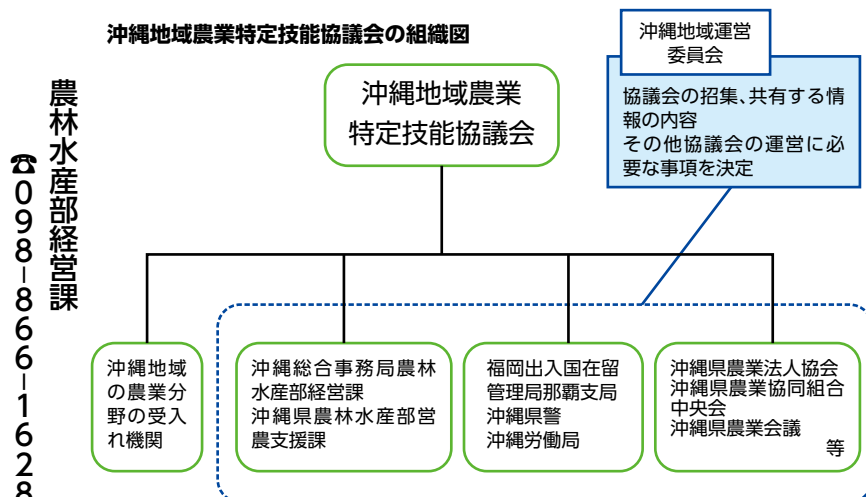 沖縄地域農業特定技能協議会の組織図
沖縄地域運営
委員会
協議会の招集、共有する情
報の内容
その他協議会の運営に必
要な事項を決定
沖縄地域農業
特定技能協議会
沖縄地域
の農業分
野の受入
れ機関
沖縄総合事務局農林
水産部経営課
沖縄県農林水産部営
農支援課
福岡出入国在留
管理局那覇支局
沖縄県警
沖縄労働局
沖縄県農業法人協会
沖縄県農業協同組合
中央会
沖縄県農業会議
等
農林水産部経営課
☎098-866-1628